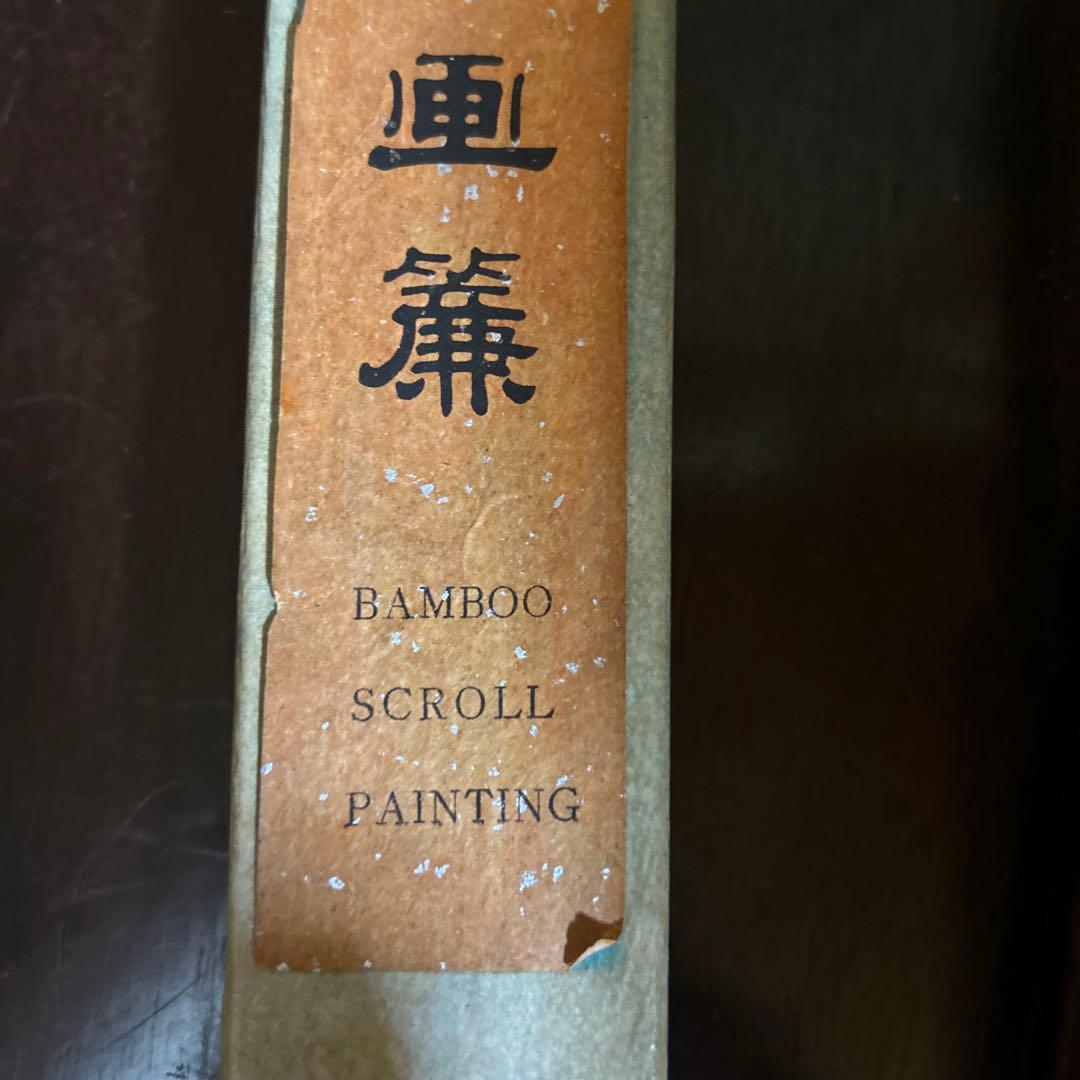 画
簾
BAMBOO
SCROLL
PAINTING